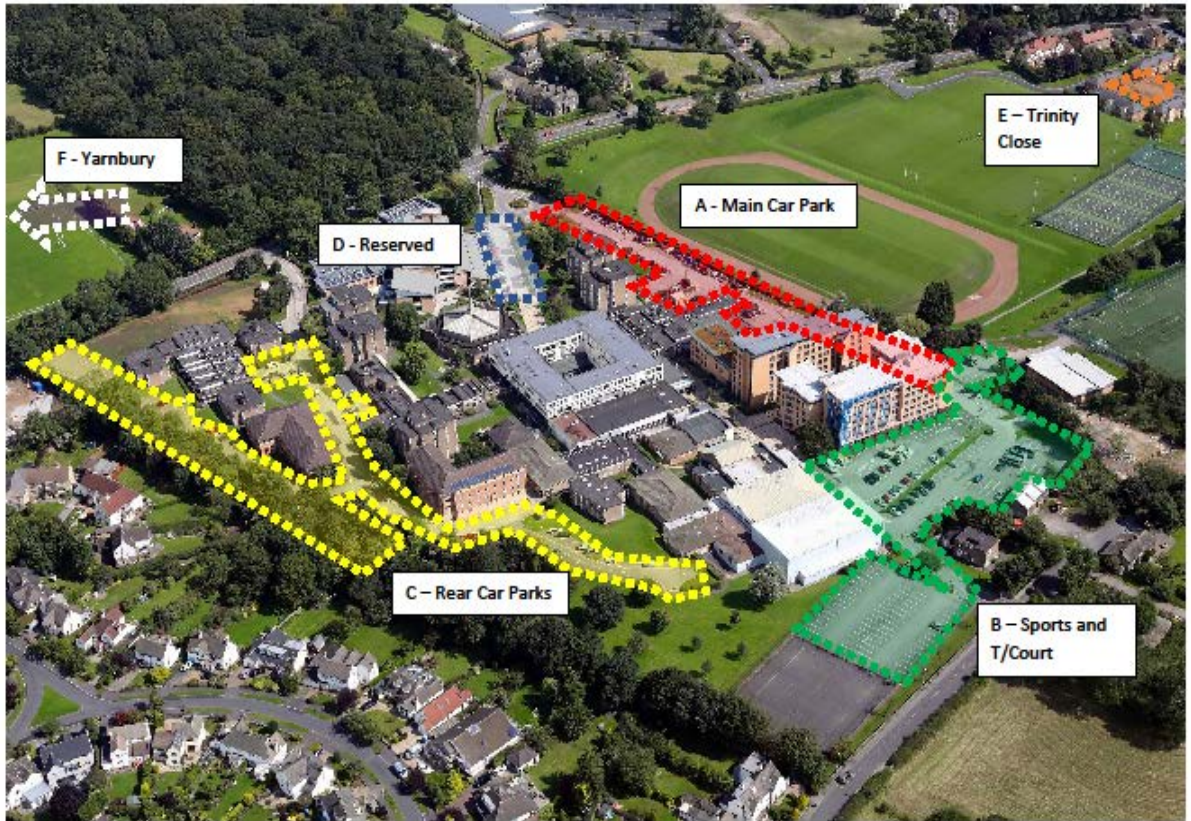 F - Yarnbury
E – Trinity
Close
A - Main Car Park
D - Reserved
C – Rear Car Parks
B – Sports and
T/Court